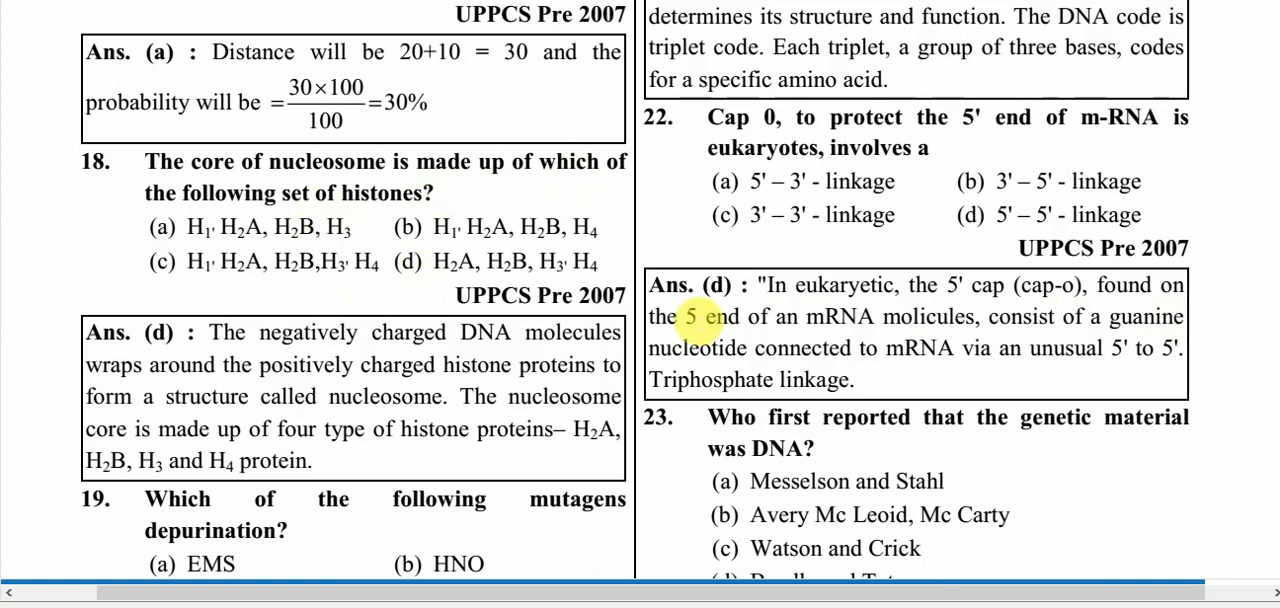 UPPCS Pre 2007
Ans. (a) : Distance will be 20+10 = 30 and the
probability will be = 30×100/100 =30%
18. The core of nucleosome is made up of which of
the following set of histones?
(a) H₁, H₂A, H₂B, H₃ (b) H₁, H₂A, H₂B, H₄
(c) H₁, H₂A, H₂B,H₃, H₄ (d) H₂A, H₂B, H₃, H₄
UPPCS Pre 2007
Ans. (d) : The negatively charged DNA molecules
wraps around the positively charged histone proteins to
form a structure called nucleosome. The nucleosome
core is made up of four type of histone proteins– H₂A,
H₂B, H₃ and H₄ protein.
19. Which of the following mutagens
depurination?
(a) EMS (b) HNO
determines its structure and function. The DNA code is
triplet code. Each triplet, a group of three bases, codes
for a specific amino acid.
22. Cap 0, to protect the 5' end of m-RNA is
eukaryotes, involves a
(a) 5' – 3' - linkage (b) 3' – 5' - linkage
(c) 3' – 3' - linkage (d) 5' – 5' - linkage
UPPCS Pre 2007
Ans. (d) : "In eukaryetic, the 5' cap (cap-o), found on
the 5 end of an mRNA molicules, consist of a guanine
nucleotide connected to mRNA via an unusual 5' to 5'.
Triphosphate linkage.
23. Who first reported that the genetic material
was DNA?
(a) Messelson and Stahl
(b) Avery Mc Leoid, Mc Carty
(c) Watson and Crick